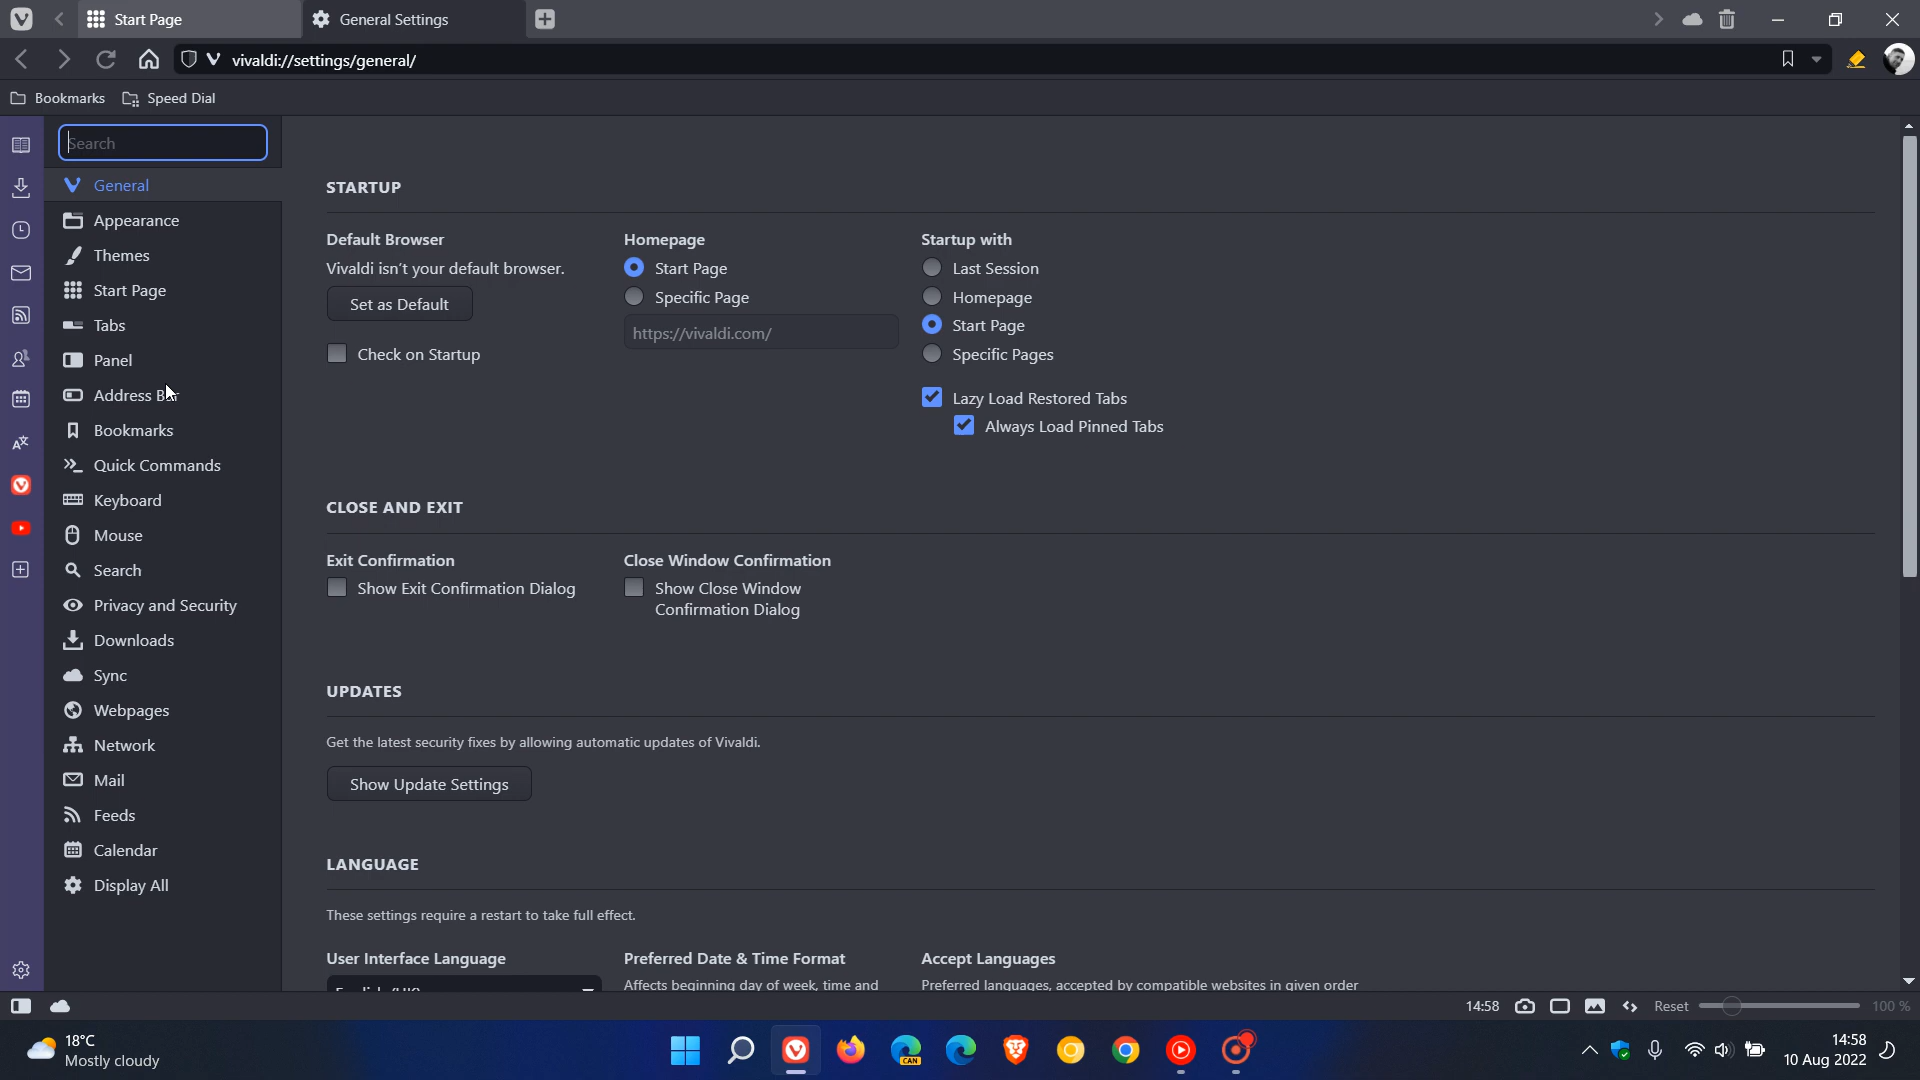 Start Page
General Settings
vivaldi://settings/general/
Bookmarks
Speed Dial
Search
General
Appearance
Themes
Start Page
Tabs
Panel
Address Bar
Bookmarks
Quick Commands
Keyboard
Mouse
Search
Privacy and Security
Downloads
Sync
Webpages
Network
Mail
Feeds
Calendar
Display All
STARTUP
Default Browser
Vivaldi isn't your default browser.
Set as Default
Check on Startup
Homepage
Start Page
Specific Page
https://vivaldi.com/
Startup with
Last Session
Homepage
Start Page
Specific Pages
Lazy Load Restored Tabs
Always Load Pinned Tabs
CLOSE AND EXIT
Exit Confirmation
Show Exit Confirmation Dialog
Close Window Confirmation
Show Close Window
Confirmation Dialog
UPDATES
Get the latest security fixes by allowing automatic updates of Vivaldi.
Show Update Settings
LANGUAGE
These settings require a restart to take full effect.
User Interface Language
English (UK)
Preferred Date & Time Format
Affects beginning day of week, time and
Accept Languages
Preferred languages, accepted by compatible websites in given order
14:58
Reset
100 %
18°C
Mostly cloudy
CAN
14:58
10 Aug 2022